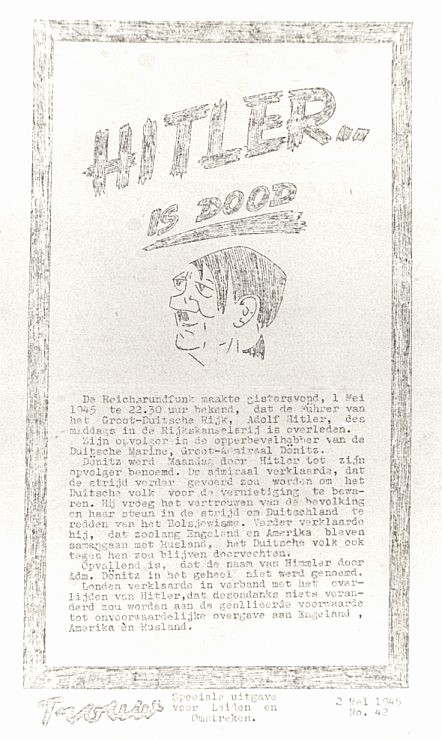 HITLER..
IS DOOD
De Reichsrundfunk maakte gisteravond, 1 Mei
1945 te 22.30 uur bekend, dat de Führer van
het Groot-Duitsche Rijk, Adolf Hitler, des
middags in de Rijkskanselarij is overleden.
Zijn opvolger is de opperbevelhebber van de
Duitsche Marine, Groot-Admiraal Dönitz.
Dönitz werd Maandag door Hitler tot zijn
opvolger benoemd. De admiraal verklaarde, dat
de strijd verder gevoerd zou worden om het
Duitsche volk voor de vernietiging te bewa-
ren. Hij vroeg het vertrouwen van de bevolking
en haar steun in de strijd om Duitschland te
redden van het Bolsjewisme. Verder verklaarde
hij, dat zoolang Engeland en Amerika bleven
samengaan met Rusland, het Duitsche volk ook
tegen hen zou blijven doorvechten.
Opvallend is, dat de naam van Himmler door
Adm. Dönitz in het geheel niet werd genoemd.
Londen verklaarde in verband met het over-
lijden van Hitler, dat desondanks niets veran-
derd zou worden aan de geallieerde voorwaarde
tot onvoorwaardelijke overgave aan Engeland ,
Amerika èn Rusland.
Speciale uitgave
voor Leiden en
Omstreken.
2 Mei 1945
No. 42